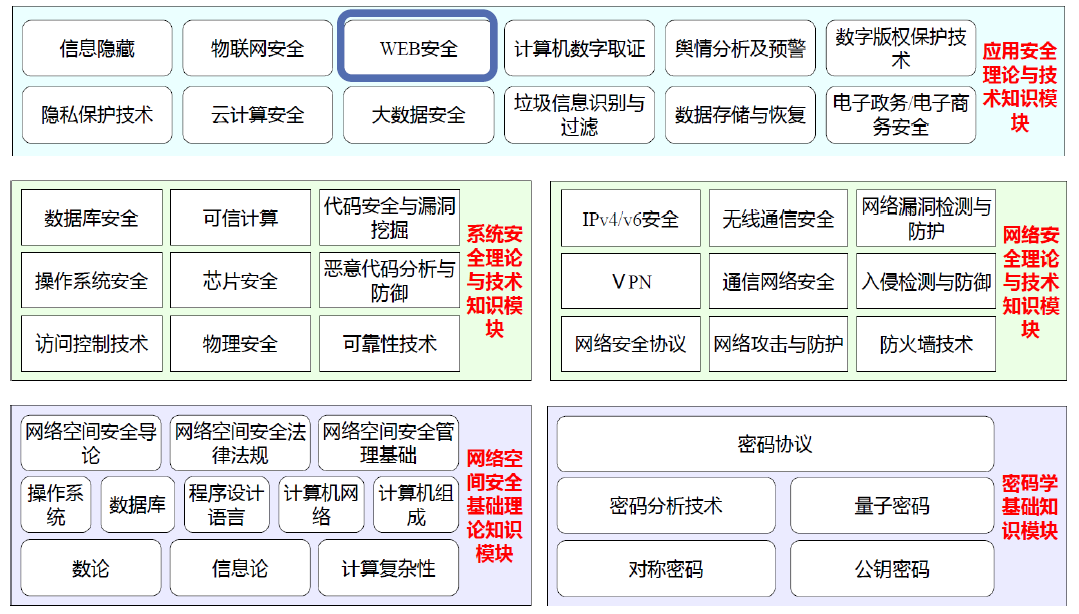 信息隐藏
物联网安全
WEB安全
计算机数字取证
舆情分析及预警
数字版权保护技
术
隐私保护技术
云计算安全
大数据安全
垃圾信息识别与
过滤
数据存储与恢复
电子政务/电子商
务安全
应用安全
理论与技
术知识模
块
数据库安全
可信计算
代码安全与漏洞
挖掘
操作系统安全
芯片安全
恶意代码分析与
防御
访问控制技术
物理安全
可靠性技术
系统安
全理论
与技术
知识模
块
IPv4/v6安全
无线通信安全
网络漏洞检测与
防护
VPN
通信网络安全
入侵检测与防御
网络安全协议
网络攻击与防护
防火墙技术
网络安
全理论
与技术
知识模
块
网络空间安全导
论
网络空间安全法
律法规
网络空间安全管
理基础
操作系
统
数据库
程序设计
语言
计算机网
络
计算机组
成
数论
信息论
计算复杂性
网络空
间安全
基础理
论知识
模块
密码协议
密码分析技术
量子密码
对称密码
公钥密码
密码学
基础知
识模块